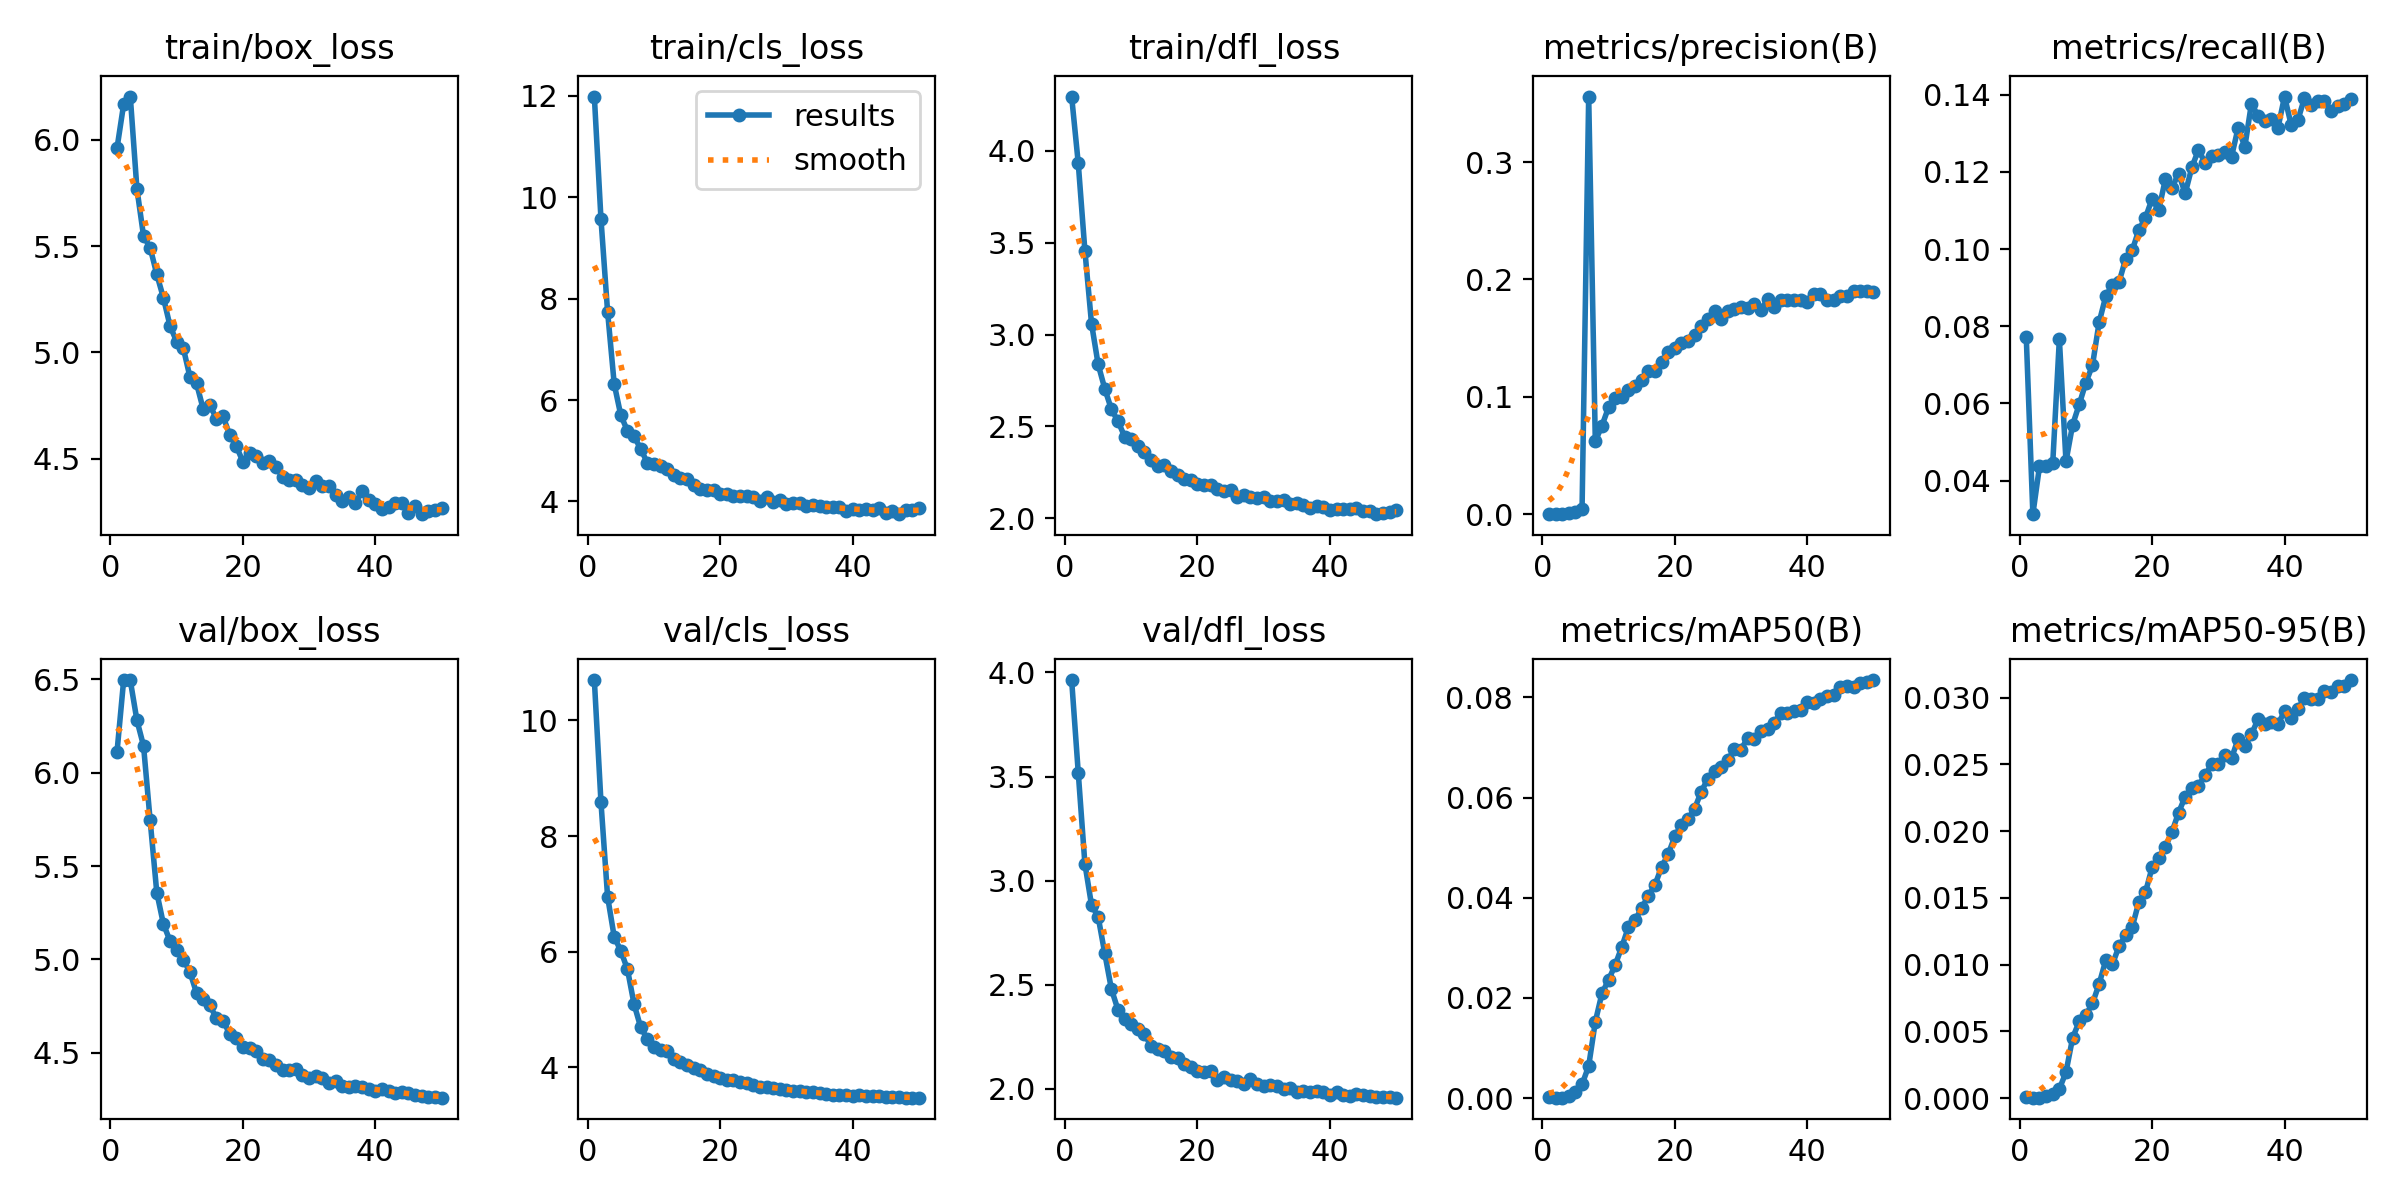 train/box_loss
train/cls_loss
train/dfl_loss
metrics/precision(B)
metrics/recall(B)
6.0
5.5
5.0
4.5
0 20 40
12
10
8
6
4
0 20 40
results
smooth
4.0
3.5
3.0
2.5
2.0
0 20 40
0.3
0.2
0.1
0.0
0 20 40
0.14
0.12
0.10
0.08
0.06
0.04
0 20 40
val/box_loss
val/cls_loss
val/dfl_loss
metrics/mAP50(B)
metrics/mAP50-95(B)
6.5
6.0
5.5
5.0
4.5
0 20 40
10
8
6
4
0 20 40
4.0
3.5
3.0
2.5
2.0
0 20 40
0.08
0.06
0.04
0.02
0.00
0 20 40
0.030
0.025
0.020
0.015
0.010
0.005
0.000
0 20 40